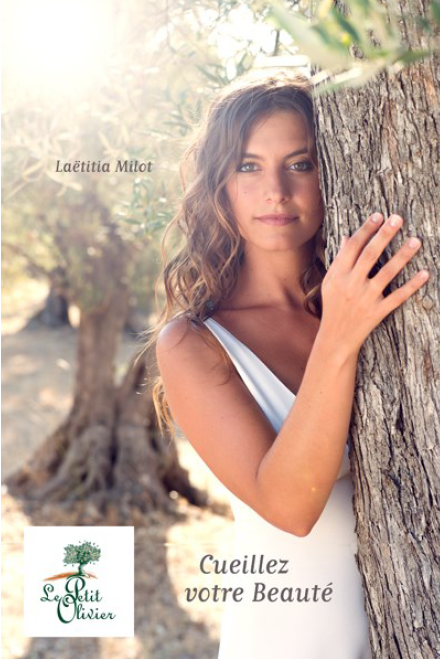 Laëtitia Milot
Cueillez
votre Beauté
Le Petit
Olivier